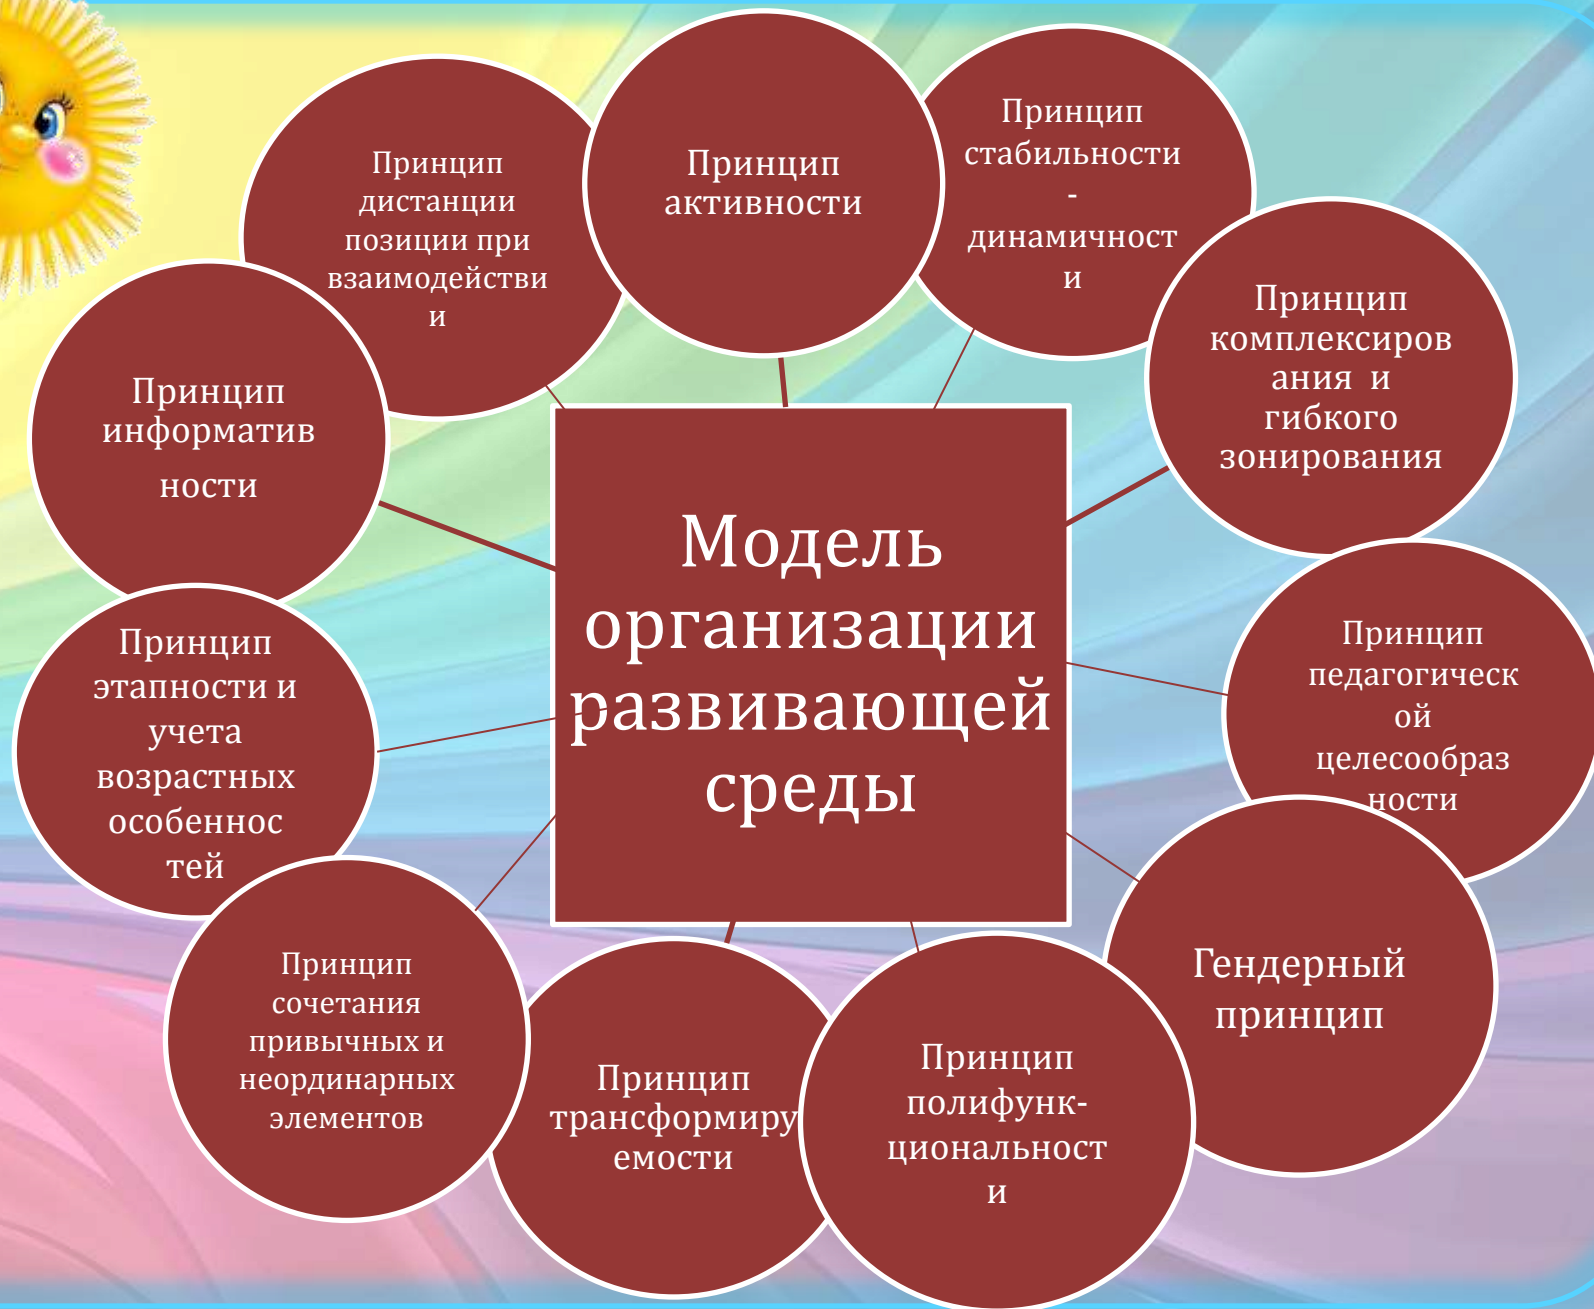 Принцип
активности
Принцип
стабильности
-
динамичност
и
Принцип
комплексиров
ания и
гибкого
зонирования
Принцип
педагогическ
ой
целесообраз
ности
Гендерный
принцип
Принцип
полифунк-
циональност
и
Принцип
трансформиру
емости
Принцип
сочетания
привычных и
неординарных
элементов
Принцип
этапности и
учета
возрастных
особеннос
тей
Принцип
информатив
ности
Принцип
дистанции
позиции при
взаимодействи
и
Модель
организации
развивающей
среды